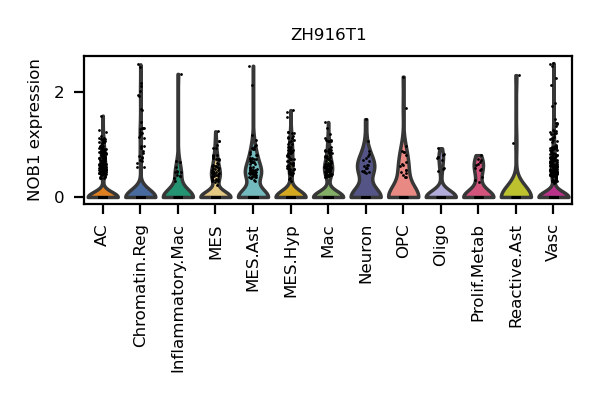 ZH916T1
NOB1 expression
2
0
AC
Chromatin.Reg
Inflammatory.Mac
MES
MES.Ast
MES.Hyp
Mac
Neuron
OPC
Oligo
Prolif.Metab
Reactive.Ast
Vasc